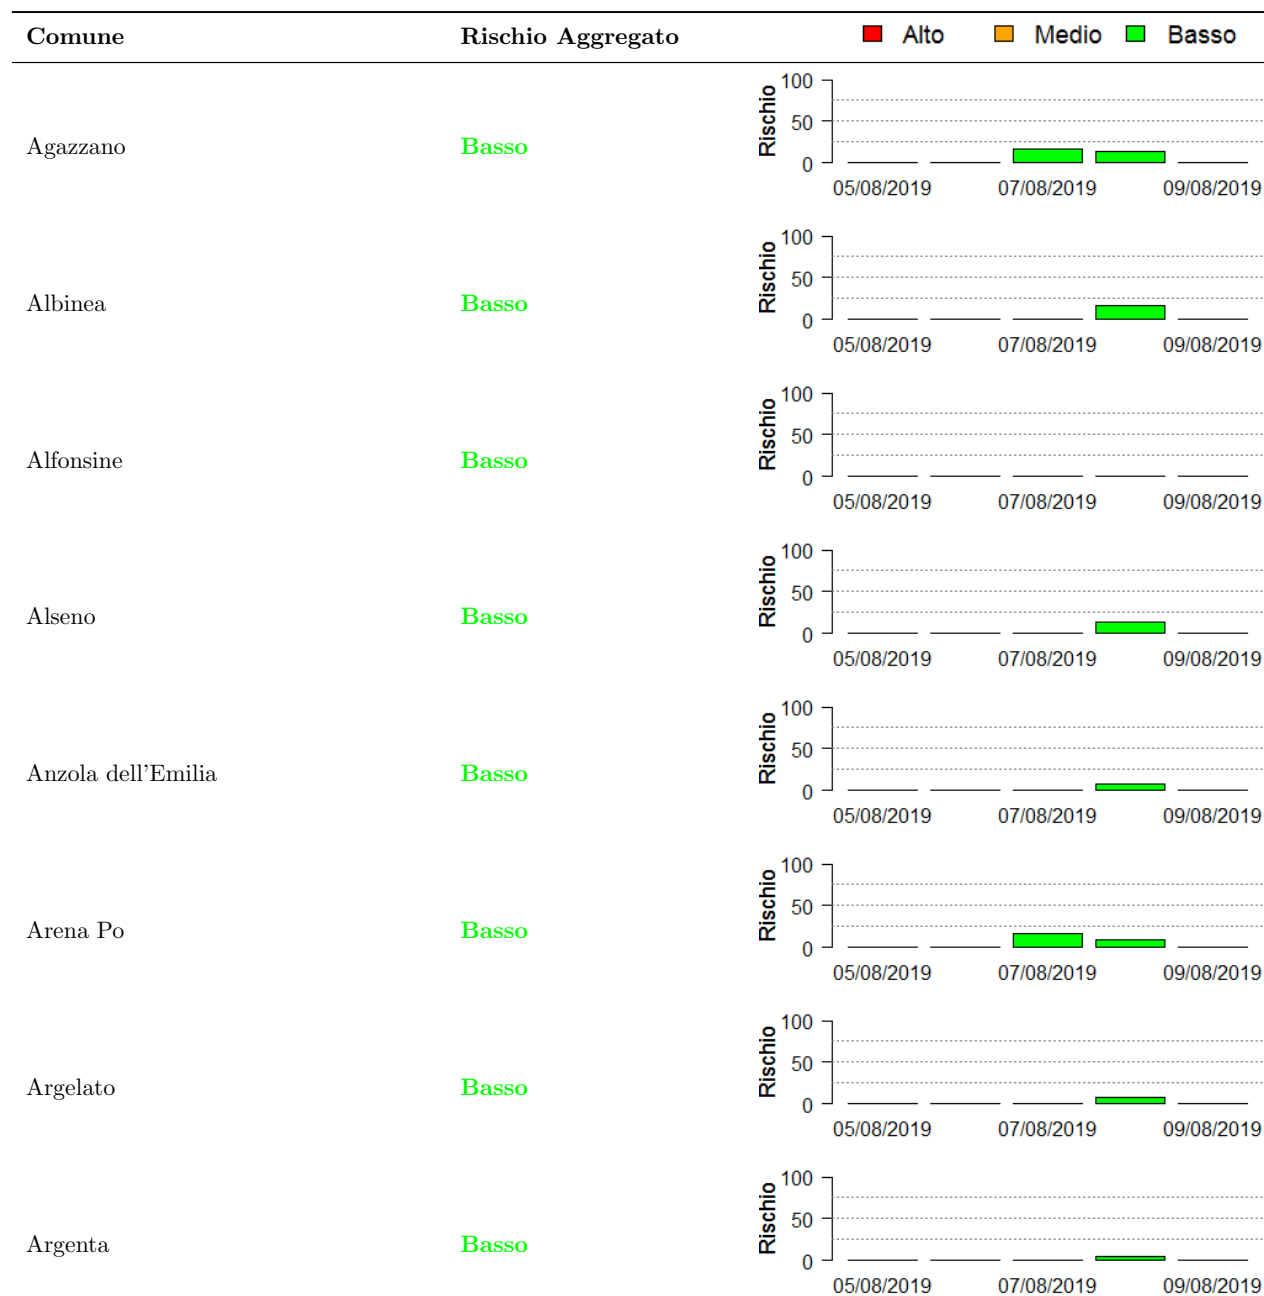 Comune Rischio Aggregato Alto Medio Basso
Agazzano Basso Rischio 100 50 0
05/08/2019 07/08/2019 09/08/2019
Albinea Basso Rischio 100 50 0
05/08/2019 07/08/2019 09/08/2019
Alfonsine Basso Rischio 100 50 0
05/08/2019 07/08/2019 09/08/2019
Alseno Basso Rischio 100 50 0
05/08/2019 07/08/2019 09/08/2019
Anzola dell'Emilia Basso Rischio 100 50 0
05/08/2019 07/08/2019 09/08/2019
Arena Po Basso Rischio 100 50 0
05/08/2019 07/08/2019 09/08/2019
Argelato Basso Rischio 100 50 0
05/08/2019 07/08/2019 09/08/2019
Argenta Basso Rischio 100 50 0
05/08/2019 07/08/2019 09/08/2019